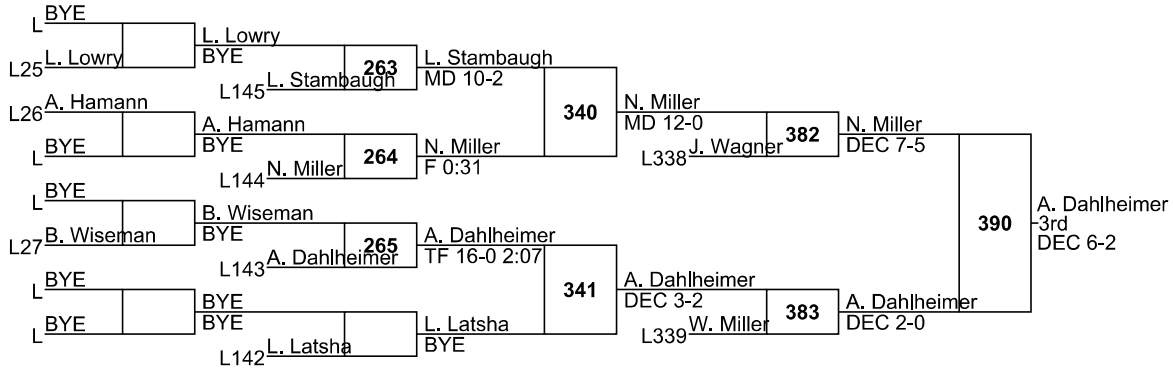 L BYE
L25 L. Lowry
L26 A. Hamann
L BYE
L BYE
L27 B. Wiseman
L BYE
L BYE
L. Lowry
BYE
L145 L. Stambaugh
A. Hamann
BYE
L144 N. Miller
B. Wiseman
BYE
L143 A. Dahlheimer
BYE
BYE
L142 L. Latsha
263
264
265
L. Stambaugh
MD 10-2
N. Miller
F 0:31
A. Dahlheimer
TF 16-0 2:07
L. Latsha
BYE
340
341
N. Miller
MD 12-0
L338 J. Wagner
A. Dahlheimer
DEC 3-2
L339 W. Miller
382
383
N. Miller
DEC 7-5
A. Dahlheimer
DEC 2-0
390
A. Dahlheimer
3rd
DEC 6-2